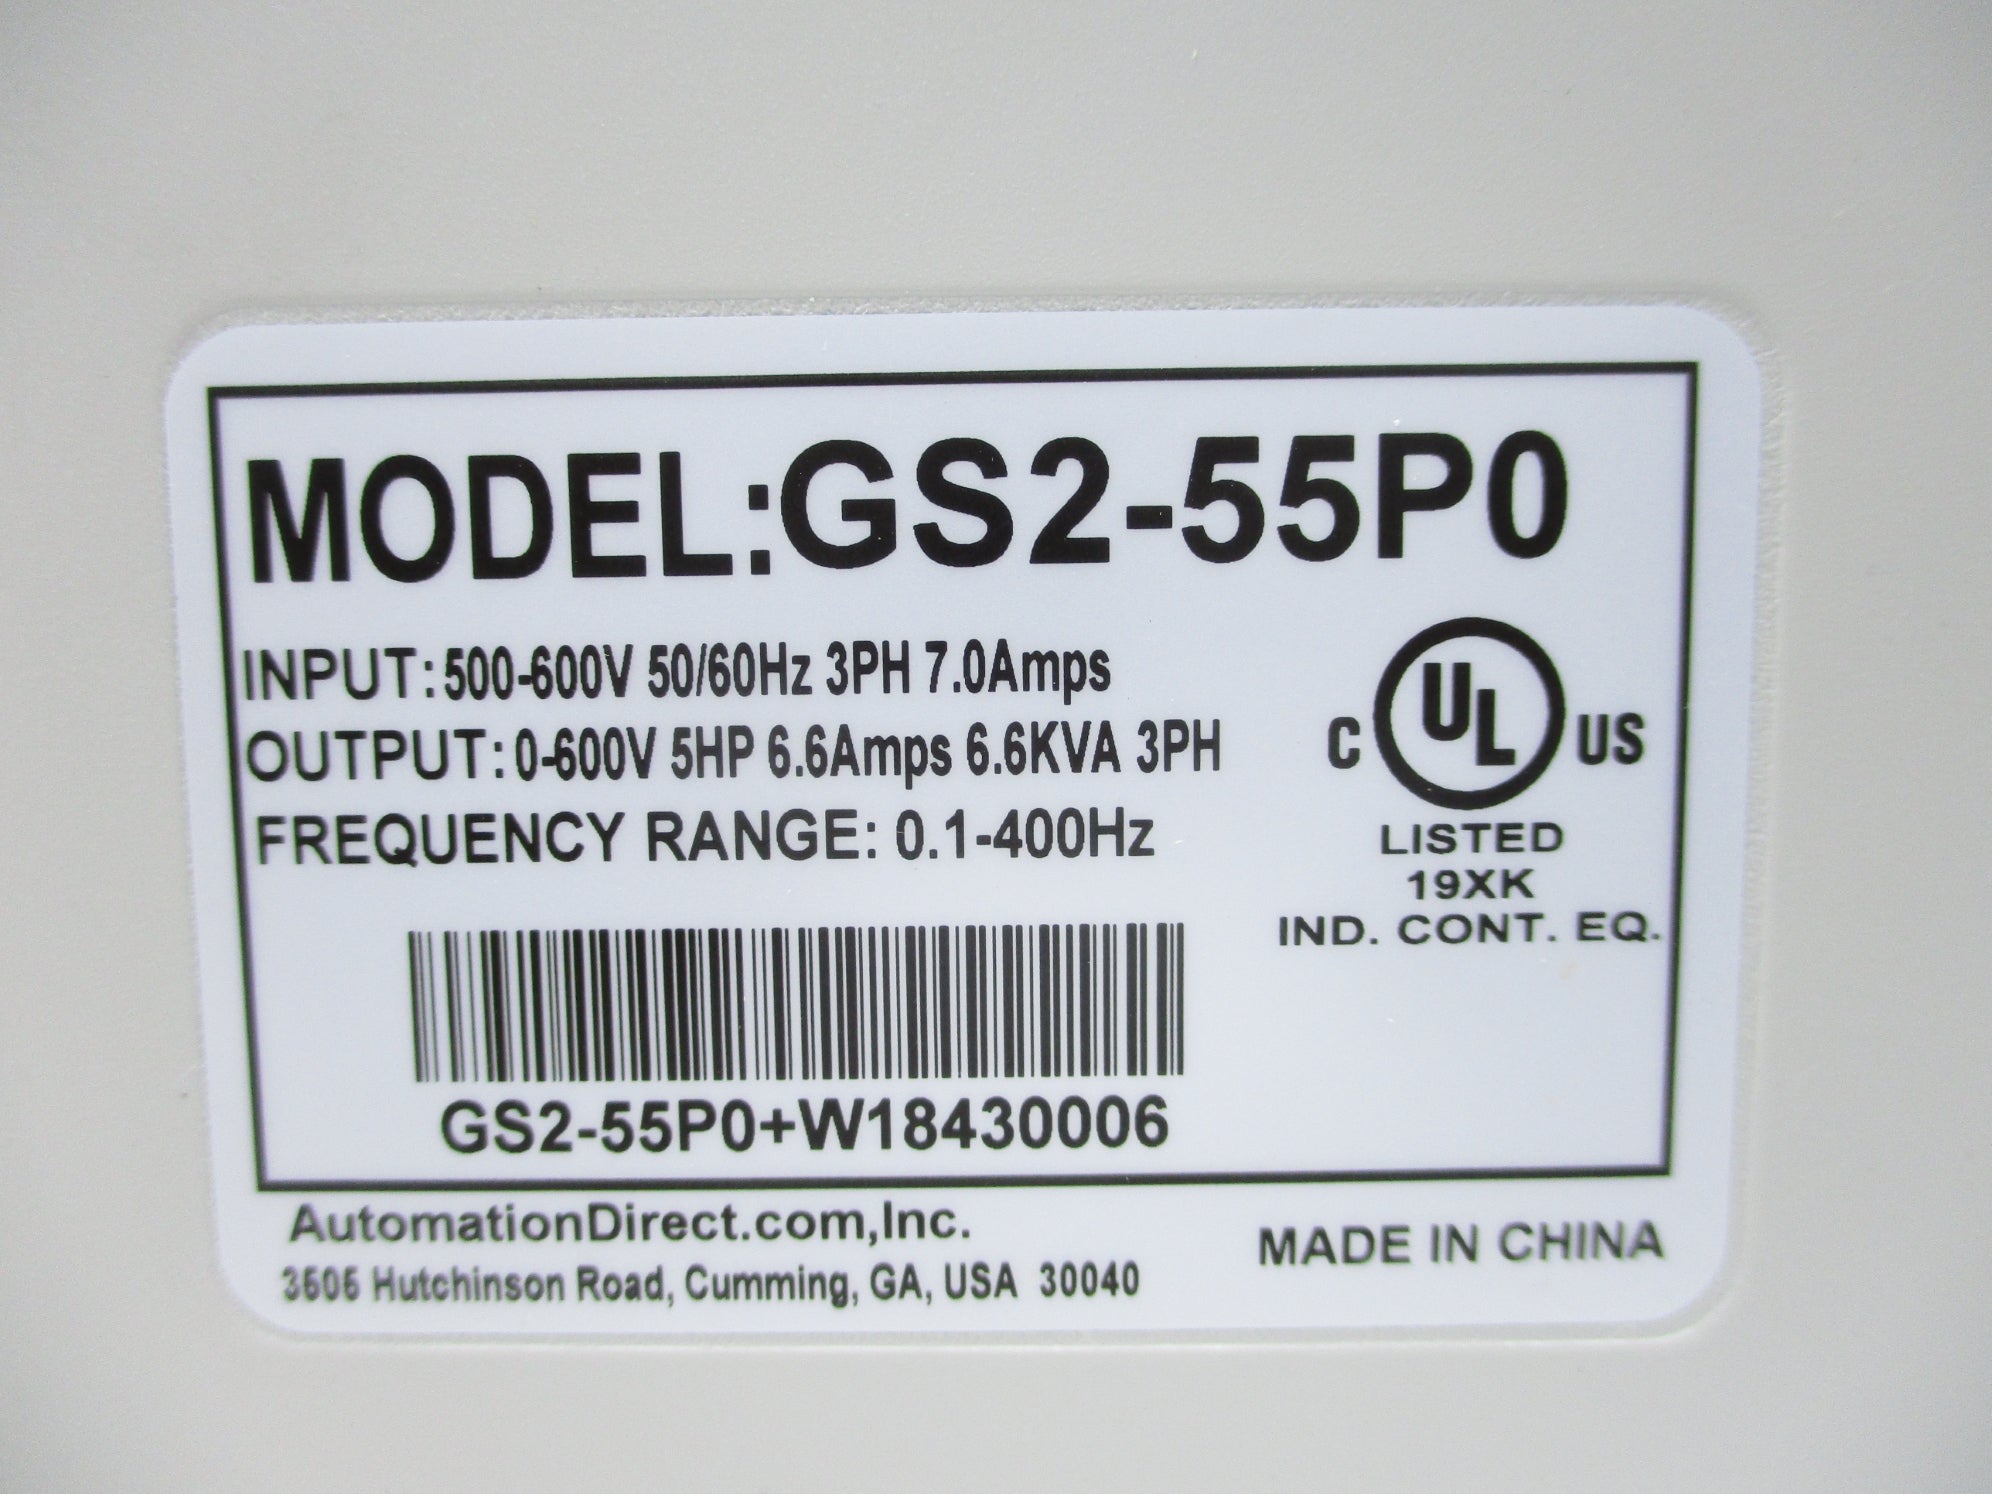 MODEL:GS2-55P0
INPUT:500-600V 50/60Hz 3PH 7.0Amps
OUTPUT:0-600V 5HP 6.6Amps 6.6KVA 3PH
FREQUENCY RANGE: 0.1-400Hz
C UL US
LISTED
19XK
IND. CONT. EQ.
GS2-55P0+W18430006
AutomationDirect.com,Inc.
3505 Hutchinson Road, Cumming, GA, USA 30040
MADE IN CHINA